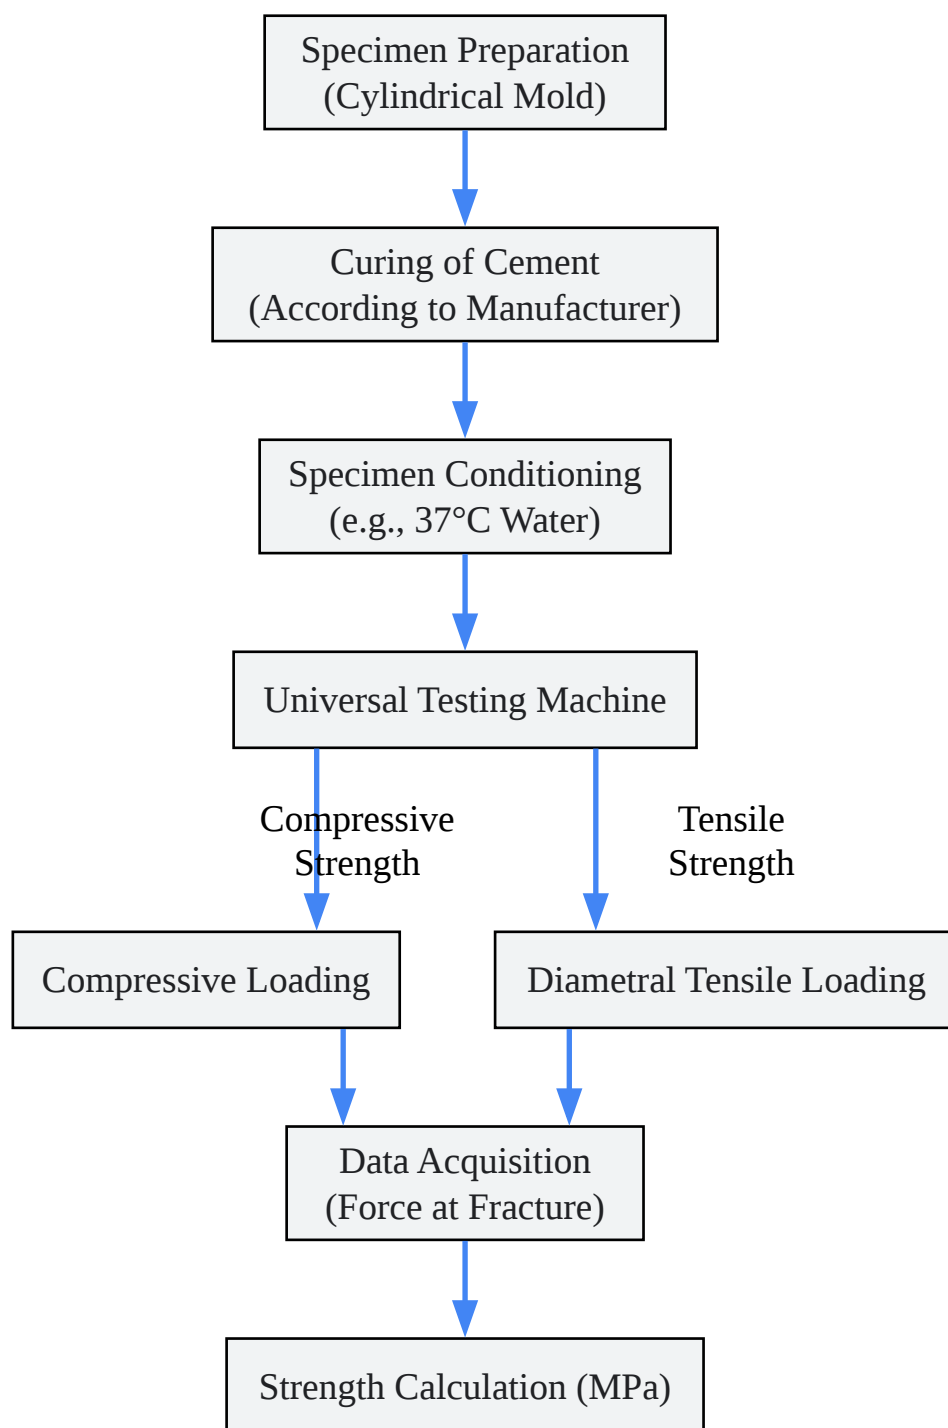 Specimen Preparation
(Cylindrical Mold)
Curing of Cement
(According to Manufacturer)
Specimen Conditioning
(e.g., 37°C Water)
Universal Testing Machine
Compressive
Strength
Tensile
Strength
Compressive Loading
Diametral Tensile Loading
Data Acquisition
(Force at Fracture)
Strength Calculation (MPa)